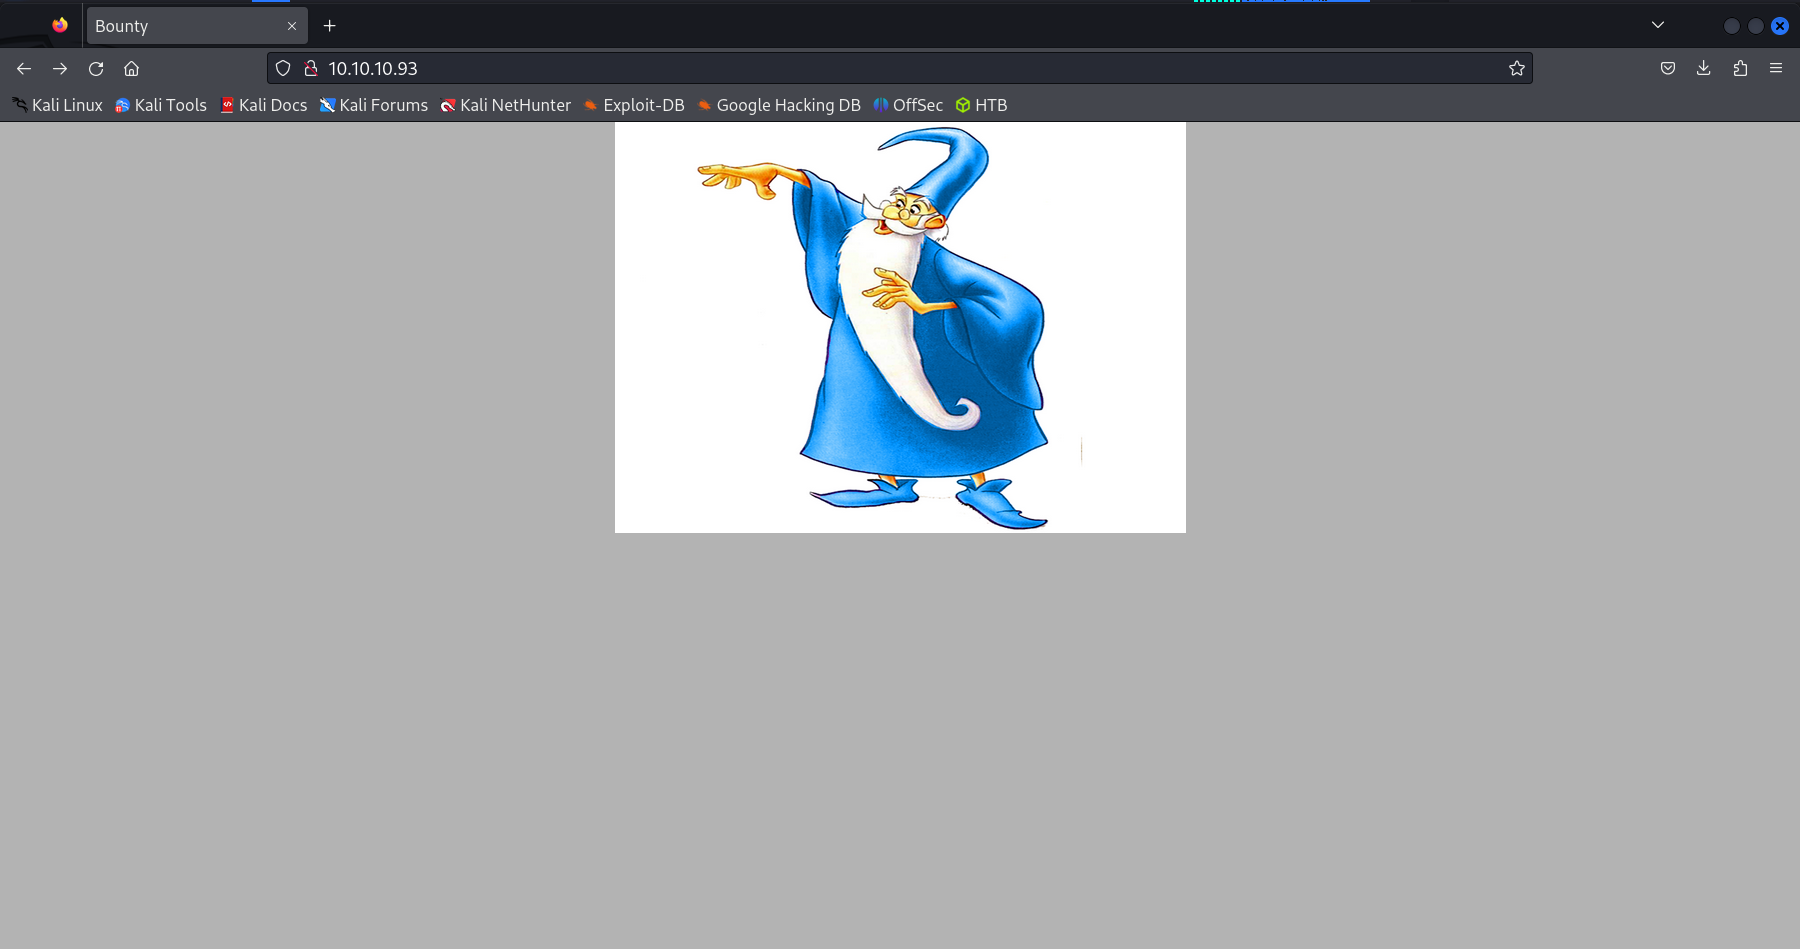 Bounty
10.10.10.93
Kali Linux Kali Tools Kali Docs Kali Forums Kali NetHunter Exploit-DB Google Hacking DB OffSec HTB